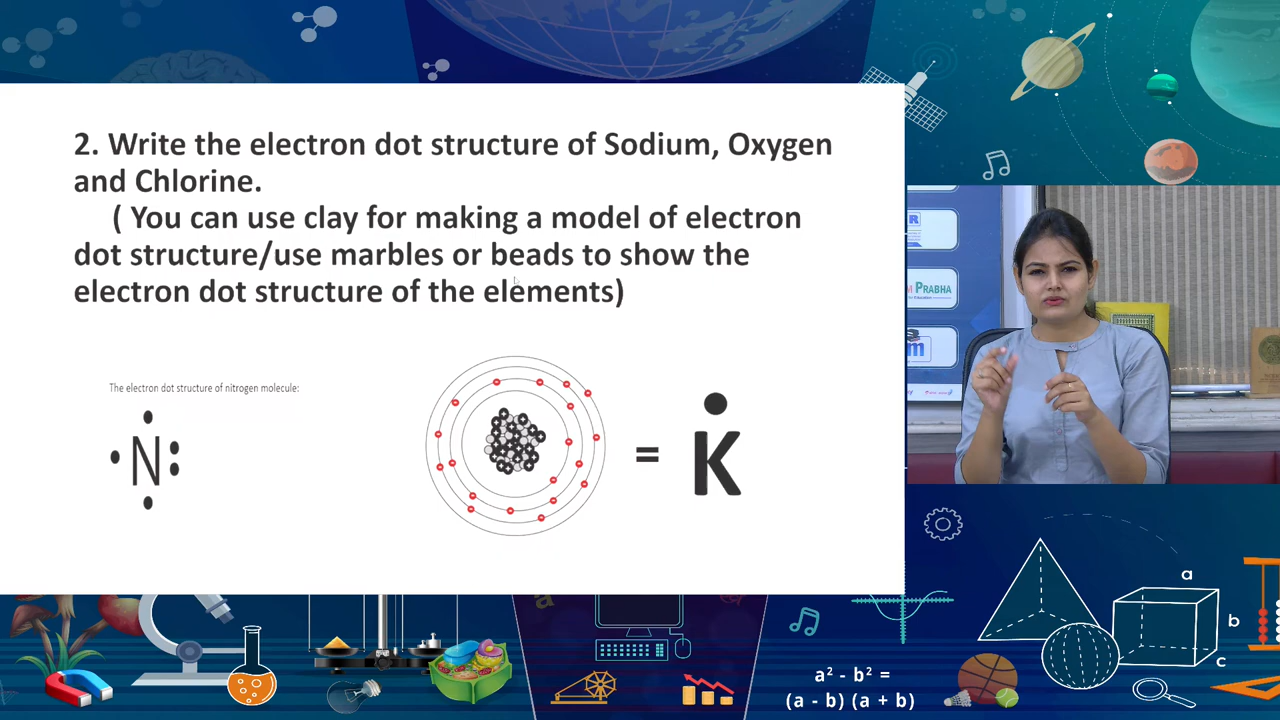 2. Write the electron dot structure of Sodium, Oxygen
and Chlorine.
( You can use clay for making a model of electron
dot structure/use marbles or beads to show the
electron dot structure of the elements)
The electron dot structure of nitrogen molecule:
N
=
K
R
M PRABHA
m
a
b
c
a² - b² =
(a - b) (a + b)